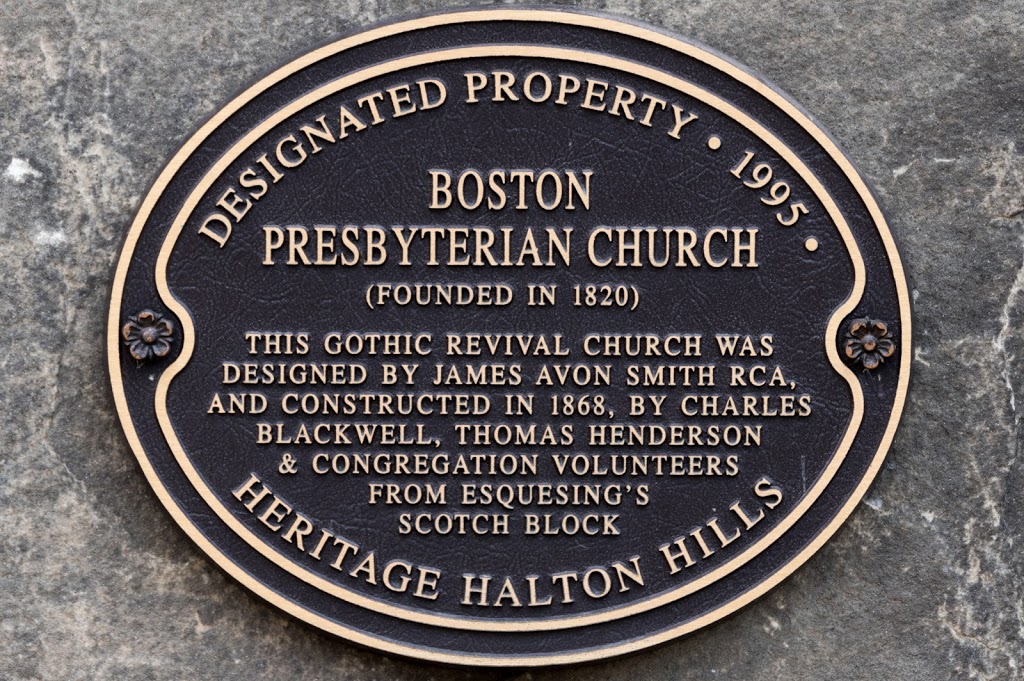 DESIGNATED PROPERTY • 1995 •
BOSTON
PRESBYTERIAN CHURCH
(FOUNDED IN 1820)
THIS GOTHIC REVIVAL CHURCH WAS
DESIGNED BY JAMES AVON SMITH RCA,
AND CONSTRUCTED IN 1868, BY CHARLES
BLACKWELL, THOMAS HENDERSON
& CONGREGATION VOLUNTEERS
FROM ESQUESING'S
SCOTCH BLOCK
HERITAGE HALTON HILLS